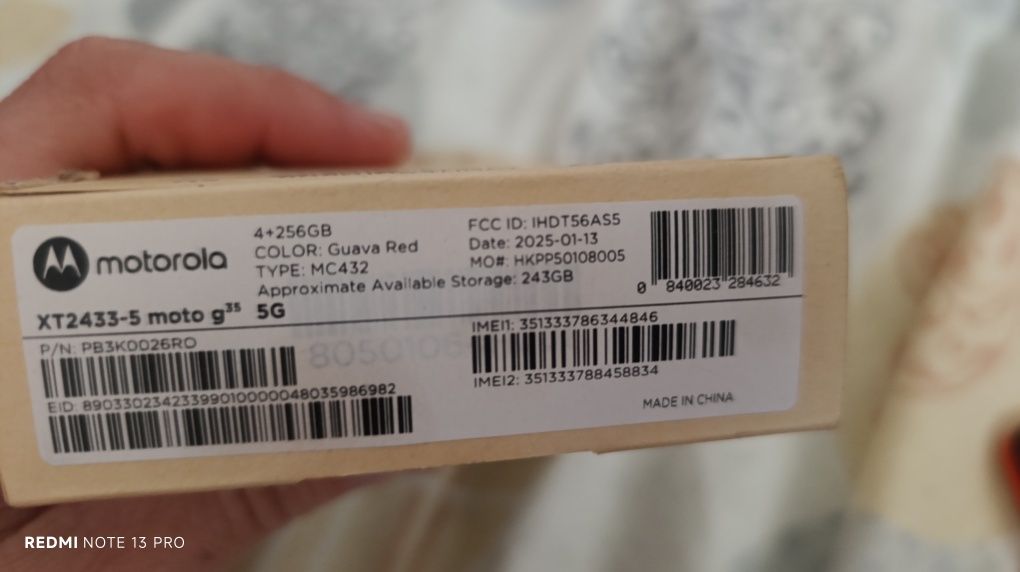 motorola
4+256GB
COLOR: Guava Red
TYPE: MC432
Approximate Available Storage: 243GB
FCC ID: IHDT56AS5
Date: 2025-01-13
MO#: HKPP50108005
0 840023 284632
XT2433-5 moto g35 5G
P/N: PB3K0026RO
EID: 89033023423399010000048035986982
IMEI1: 351333786344846
IMEI2: 351333788458834
MADE IN CHINA
REDMI NOTE 13 PRO